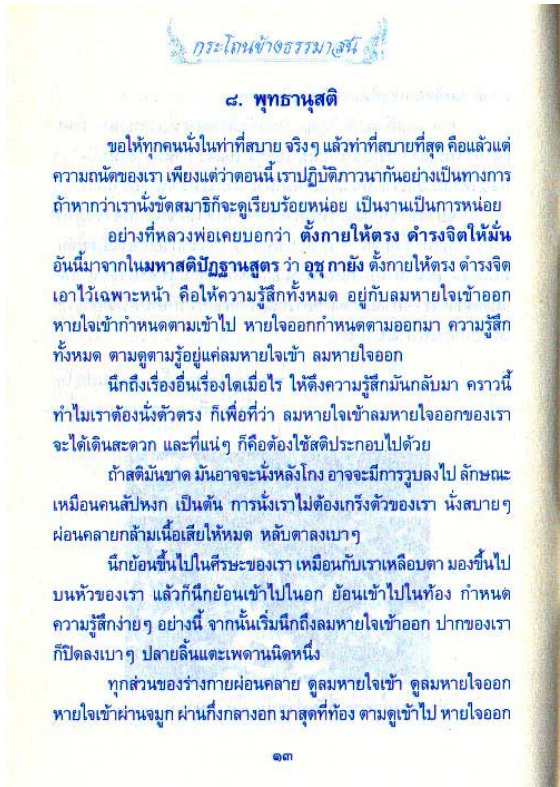 กระโถนข้างธรรมาสน์
๘. พุทธานุสติ
ขอให้ทุกคนนั่งในท่าที่สบาย จริงๆ แล้วท่าที่สบายที่สุด คือแล้วแต่
ความถนัดของเรา เพียงแต่ว่าตอนนี้ เราปฏิบัติภาวนากันอย่างเป็นทางการ
ถ้าหากว่าเรานั่งขัดสมาธิก็จะดูเรียบร้อยหน่อย เป็นงานเป็นการหน่อย
อย่างที่หลวงพ่อเคยบอกว่า ตั้งกายให้ตรง ดำรงจิตให้มั่น
อันนี้มาจากในมหาสติปัฏฐานสูตร ว่า อุชุ กายัง ตั้งกายให้ตรง ดำรงจิต
เอาไว้เฉพาะหน้า คือให้ความรู้สึกทั้งหมด อยู่กับลมหายใจเข้าออก
หายใจเข้ากำหนดตามเข้าไป หายใจออกกำหนดตามออกมา ความรู้สึก
ทั้งหมด ตามดูตามรู้อยู่แค่ลมหายใจเข้า ลมหายใจออก
นึกถึงเรื่องอื่นเรื่องใดเมื่อไร ให้ดึงความรู้สึกมันกลับมา คราวนี้
ทำไมเราต้องนั่งตัวตรง ก็เพื่อที่ว่า ลมหายใจเข้าลมหายใจออกของเรา
จะได้เดินสะดวก และที่แน่ๆ ก็คือต้องใช้สติประกอบไปด้วย
ถ้าสติมันขาด มันอาจจะนั่งหลังโกง อาจจะมีการวูบลงไป ลักษณะ
เหมือนคนสัปหงก เป็นต้น การนั่งเราไม่ต้องเกร็งตัวของเรา นั่งสบายๆ
ผ่อนคลายกล้ามเนื้อเสียให้หมด หลับตาลงเบาๆ
นึกย้อนขึ้นไปในศีรษะของเรา เหมือนกับเราเหลือบตา มองขึ้นไป
บนหัวของเรา แล้วก็นึกย้อนเข้าไปในอก ย้อนเข้าไปในท้อง กำหนด
ความรู้สึกง่ายๆ อย่างนี้ จากนั้นเริ่มนึกถึงลมหายใจเข้าออก ปากของเรา
ก็ปิดลงเบาๆ ปลายลิ้นแตะเพดานนิดหนึ่ง
ทุกส่วนของร่างกายผ่อนคลาย ดูลมหายใจเข้า ดูลมหายใจออก
หายใจเข้าผ่านจมูก ผ่านกึ่งกลางอก มาสุดที่ท้อง ตามดูเข้าไป หายใจออก
๑๓